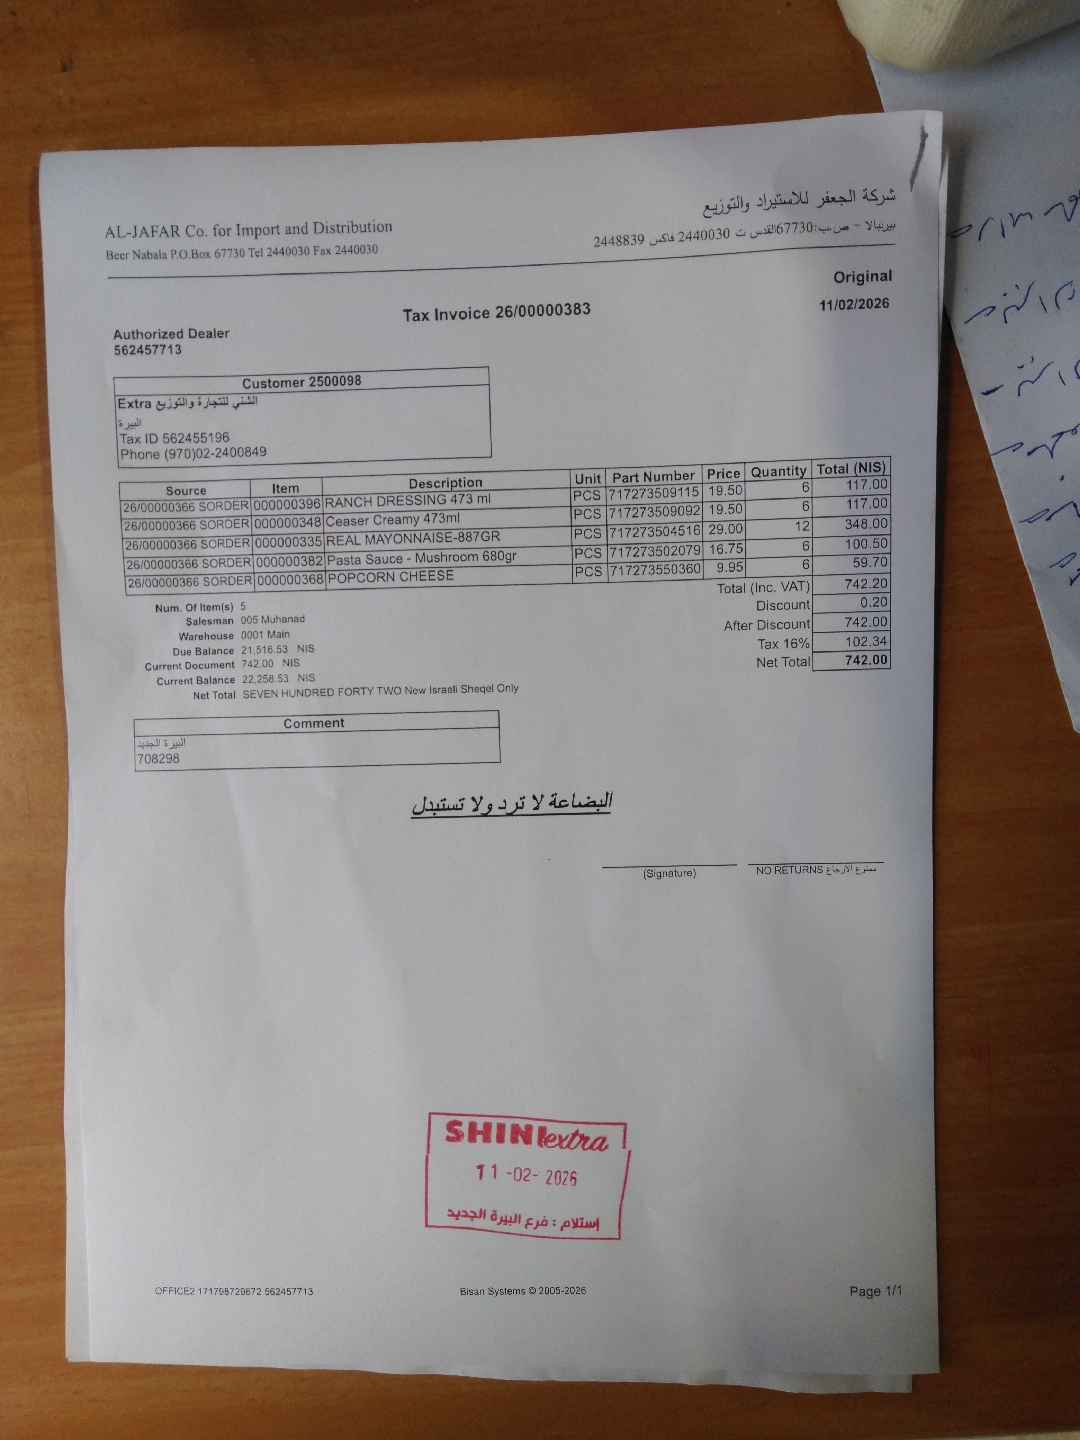 شركة الجعفر للاستيراد والتوزيع
AL-JAFAR Co. for Import and Distribution
بيرنبالا - ص.ب:67730القدس ت 2440030 فاكس 2448839
Beer Nabala P.O.Box 67730 Tel 2440030 Fax 2440030
Original
Tax Invoice 26/00000383
11/02/2026
Authorized Dealer
562457713
Customer 2500098
Extra الشني للتجارة والتوزيع
البيرة
Tax ID 562455196
Phone (970)02-2400849
Source Item Description Unit Part Number Price Quantity Total (NIS)
26/00000366 SORDER 000000396 RANCH DRESSING 473 ml PCS 717273509115 19.50 6 117.00
26/00000366 SORDER 000000348 Ceaser Creamy 473ml PCS 717273509092 19.50 6 117.00
26/00000366 SORDER 000000335 REAL MAYONNAISE-887GR PCS 717273504516 29.00 12 348.00
26/00000366 SORDER 000000382 Pasta Sauce - Mushroom 680gr PCS 717273502079 16.75 6 100.50
26/00000366 SORDER 000000368 POPCORN CHEESE PCS 717273550360 9.95 6 59.70
Total (Inc. VAT) 742.20
Discount 0.20
After Discount 742.00
Tax 16% 102.34
Net Total 742.00
Num. Of Item(s) 5
Salesman 005 Muhanad
Warehouse 0001 Main
Due Balance 21,516.53 NIS
Current Document 742.00 NIS
Current Balance 22,258.53 NIS
Net Total SEVEN HUNDRED FORTY TWO New Israeli Sheqel Only
Comment
البيرة الجديد
708298
البضاعة لا ترد ولا تستبدل
(Signature)
NO RETURNS ممنوع الارجاع
SHINI extra
11-02-2026
إستلام : فرع البيرة الجديد
OFFICE2 171798729672 562457713
Bisan Systems © 2005-2026
Page 1/1